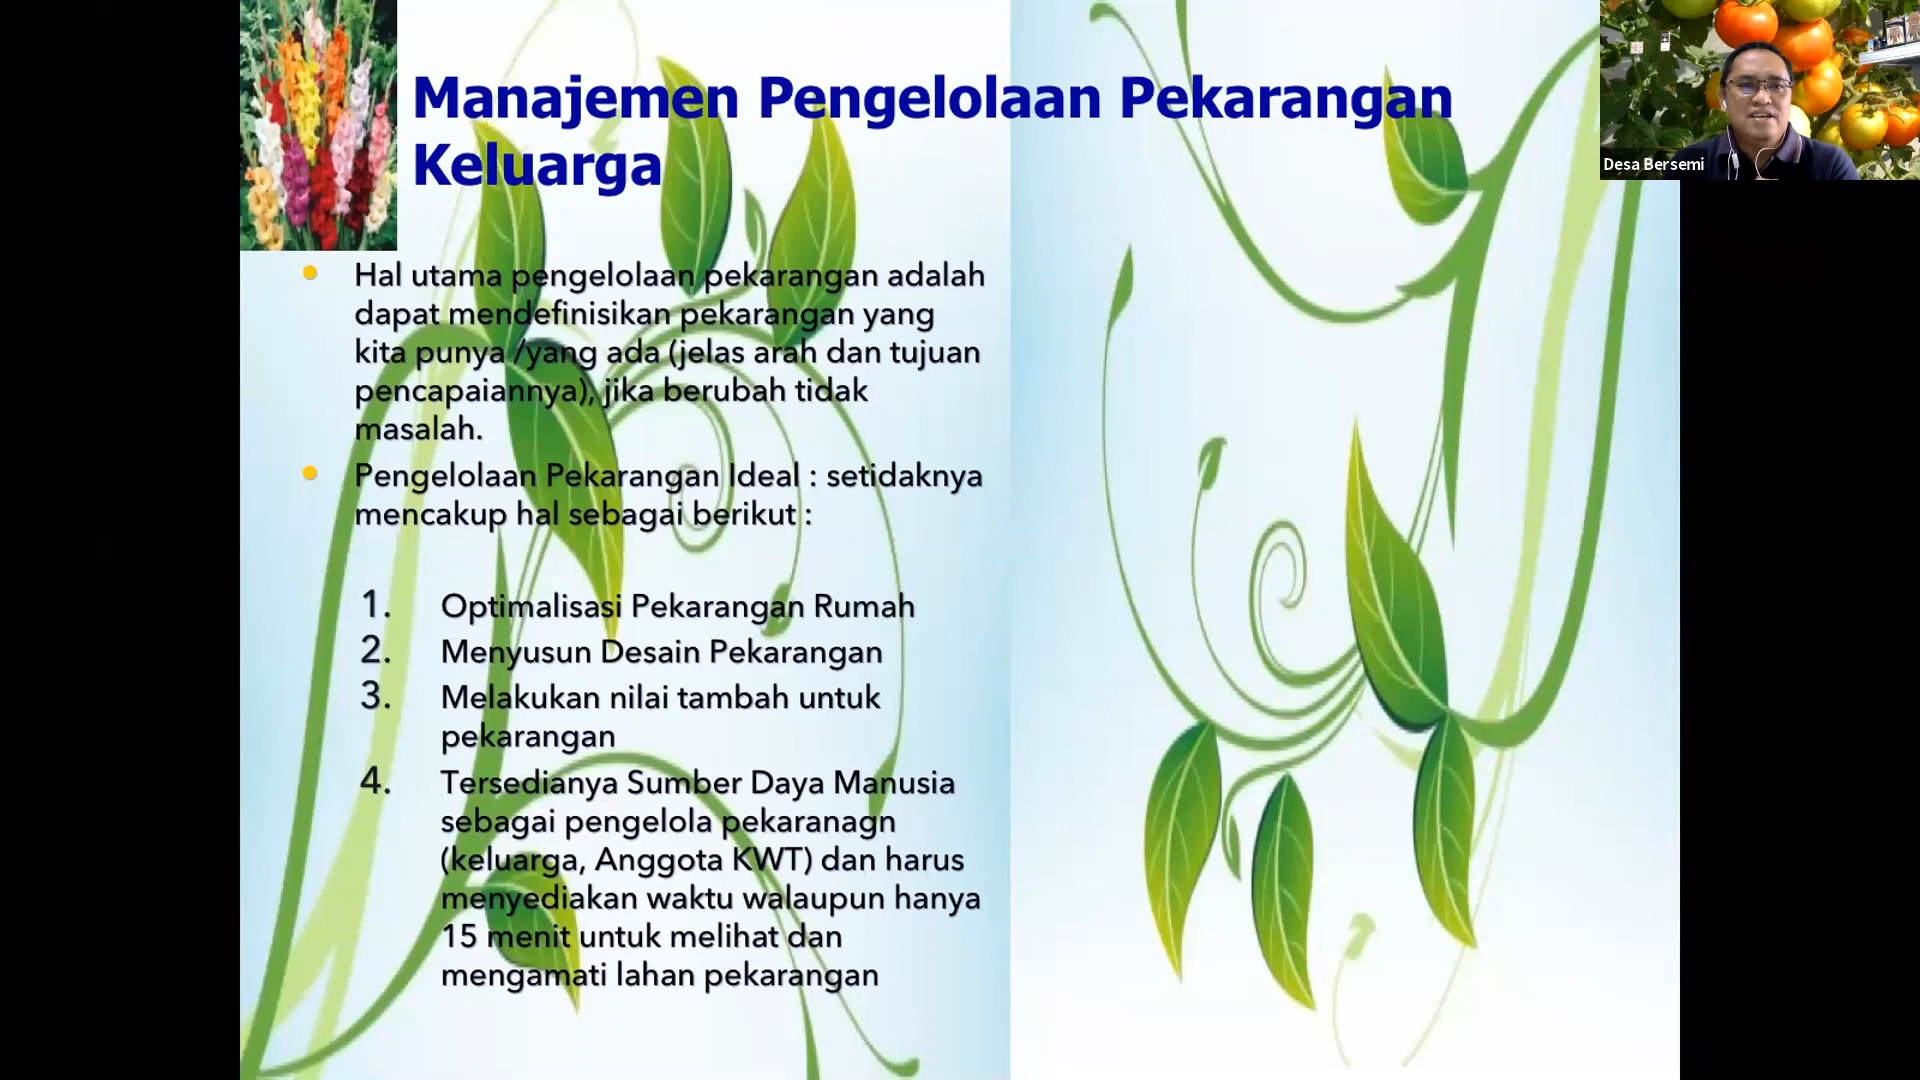 Manajemen Pengelolaan Pekarangan
Keluarga
Desa Bersemi
• Hal utama pengelolaan pekarangan adalah
dapat mendefinisikan pekarangan yang
kita punya /yang ada (jelas arah dan tujuan
pencapaiannya), jika berubah tidak
masalah.
• Pengelolaan Pekarangan Ideal : setidaknya
mencakup hal sebagai berikut :
1. Optimalisasi Pekarangan Rumah
2. Menyusun Desain Pekarangan
3. Melakukan nilai tambah untuk
pekarangan
4. Tersedianya Sumber Daya Manusia
sebagai pengelola pekaranagn
(keluarga, Anggota KWT) dan harus
menyediakan waktu walaupun hanya
15 menit untuk melihat dan
mengamati lahan pekarangan